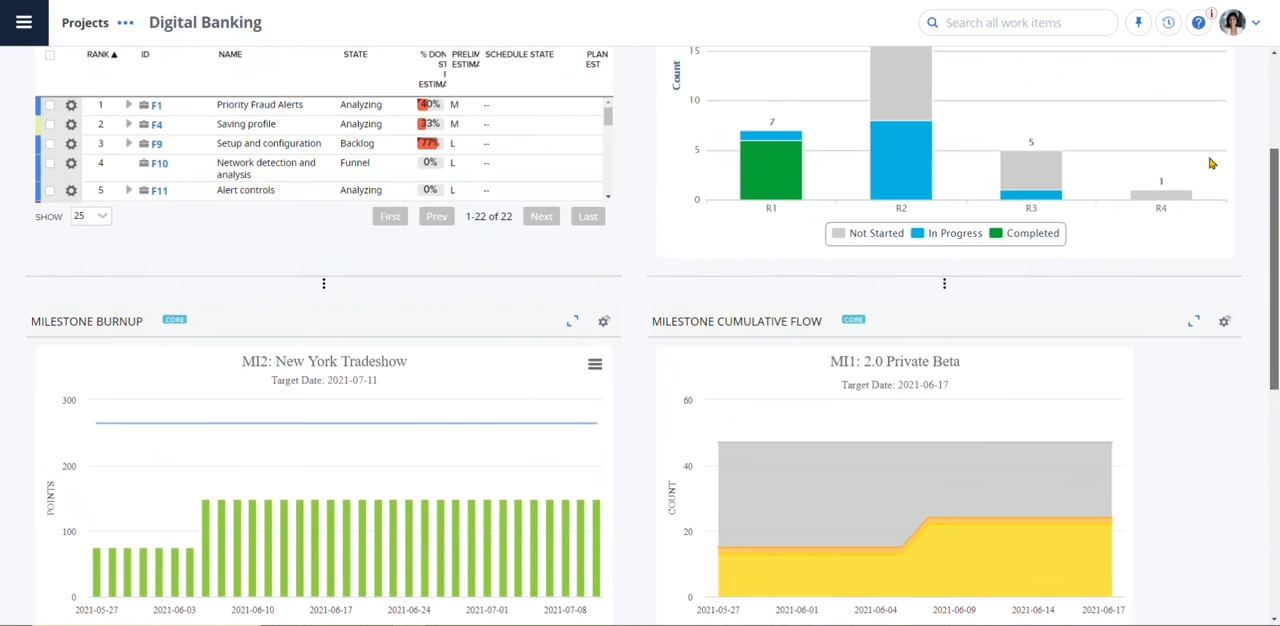 Projects ••• Digital Banking
Search all work items
RANK▲ ID NAME STATE % DON PRELIM SCHEDULE STATE PLAN
ESTIMA EST
ESTIMA
1 F1 Priority Fraud Alerts Analyzing 40% M --
2 F4 Saving profile Analyzing 33% M --
3 F9 Setup and configuration Backlog 77% L --
4 F10 Network detection and analysis Funnel 0% L --
5 F11 Alert controls Analyzing 0% L --
SHOW 25 First Prev 1-22 of 22 Next Last
Count
15
10
5
0
7
5
1
R1 R2 R3 R4
Not Started In Progress Completed
MILESTONE BURNUP CORE
MI2: New York Tradeshow
Target Date: 2021-07-11
POINTS
300
200
100
0
2021-05-27 2021-06-03 2021-06-10 2021-06-17 2021-06-24 2021-07-01 2021-07-08
MILESTONE CUMULATIVE FLOW CORE
MI1: 2.0 Private Beta
Target Date: 2021-06-17
COUNT
60
40
20
0
2021-05-27 2021-06-01 2021-06-04 2021-06-09 2021-06-14 2021-06-17